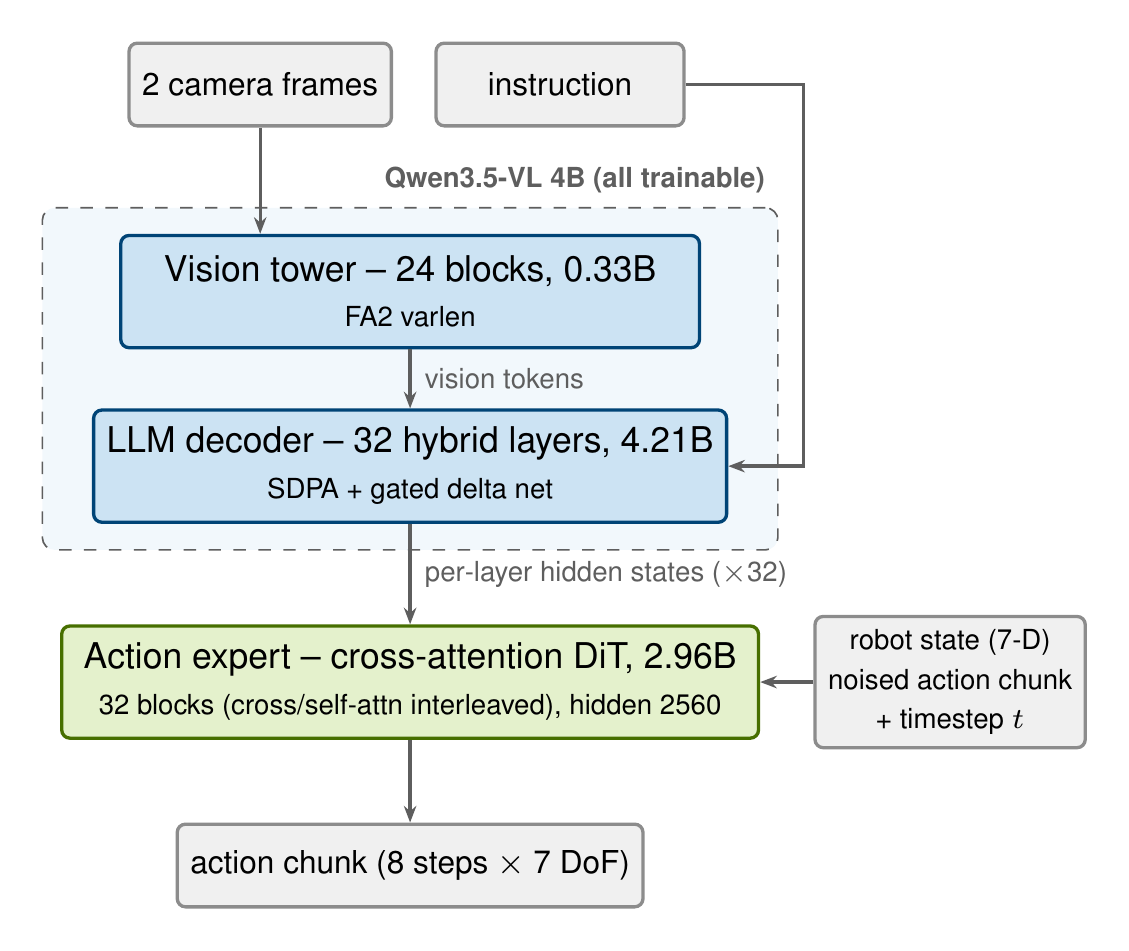 2 camera frames
instruction
Qwen3.5-VL 4B (all trainable)
Vision tower – 24 blocks, 0.33B
FA2 varlen
vision tokens
LLM decoder – 32 hybrid layers, 4.21B
SDPA + gated delta net
per-layer hidden states (×32)
Action expert – cross-attention DiT, 2.96B
32 blocks (cross/self-attn interleaved), hidden 2560
robot state (7-D)
noised action chunk
+ timestep t
action chunk (8 steps × 7 DoF)